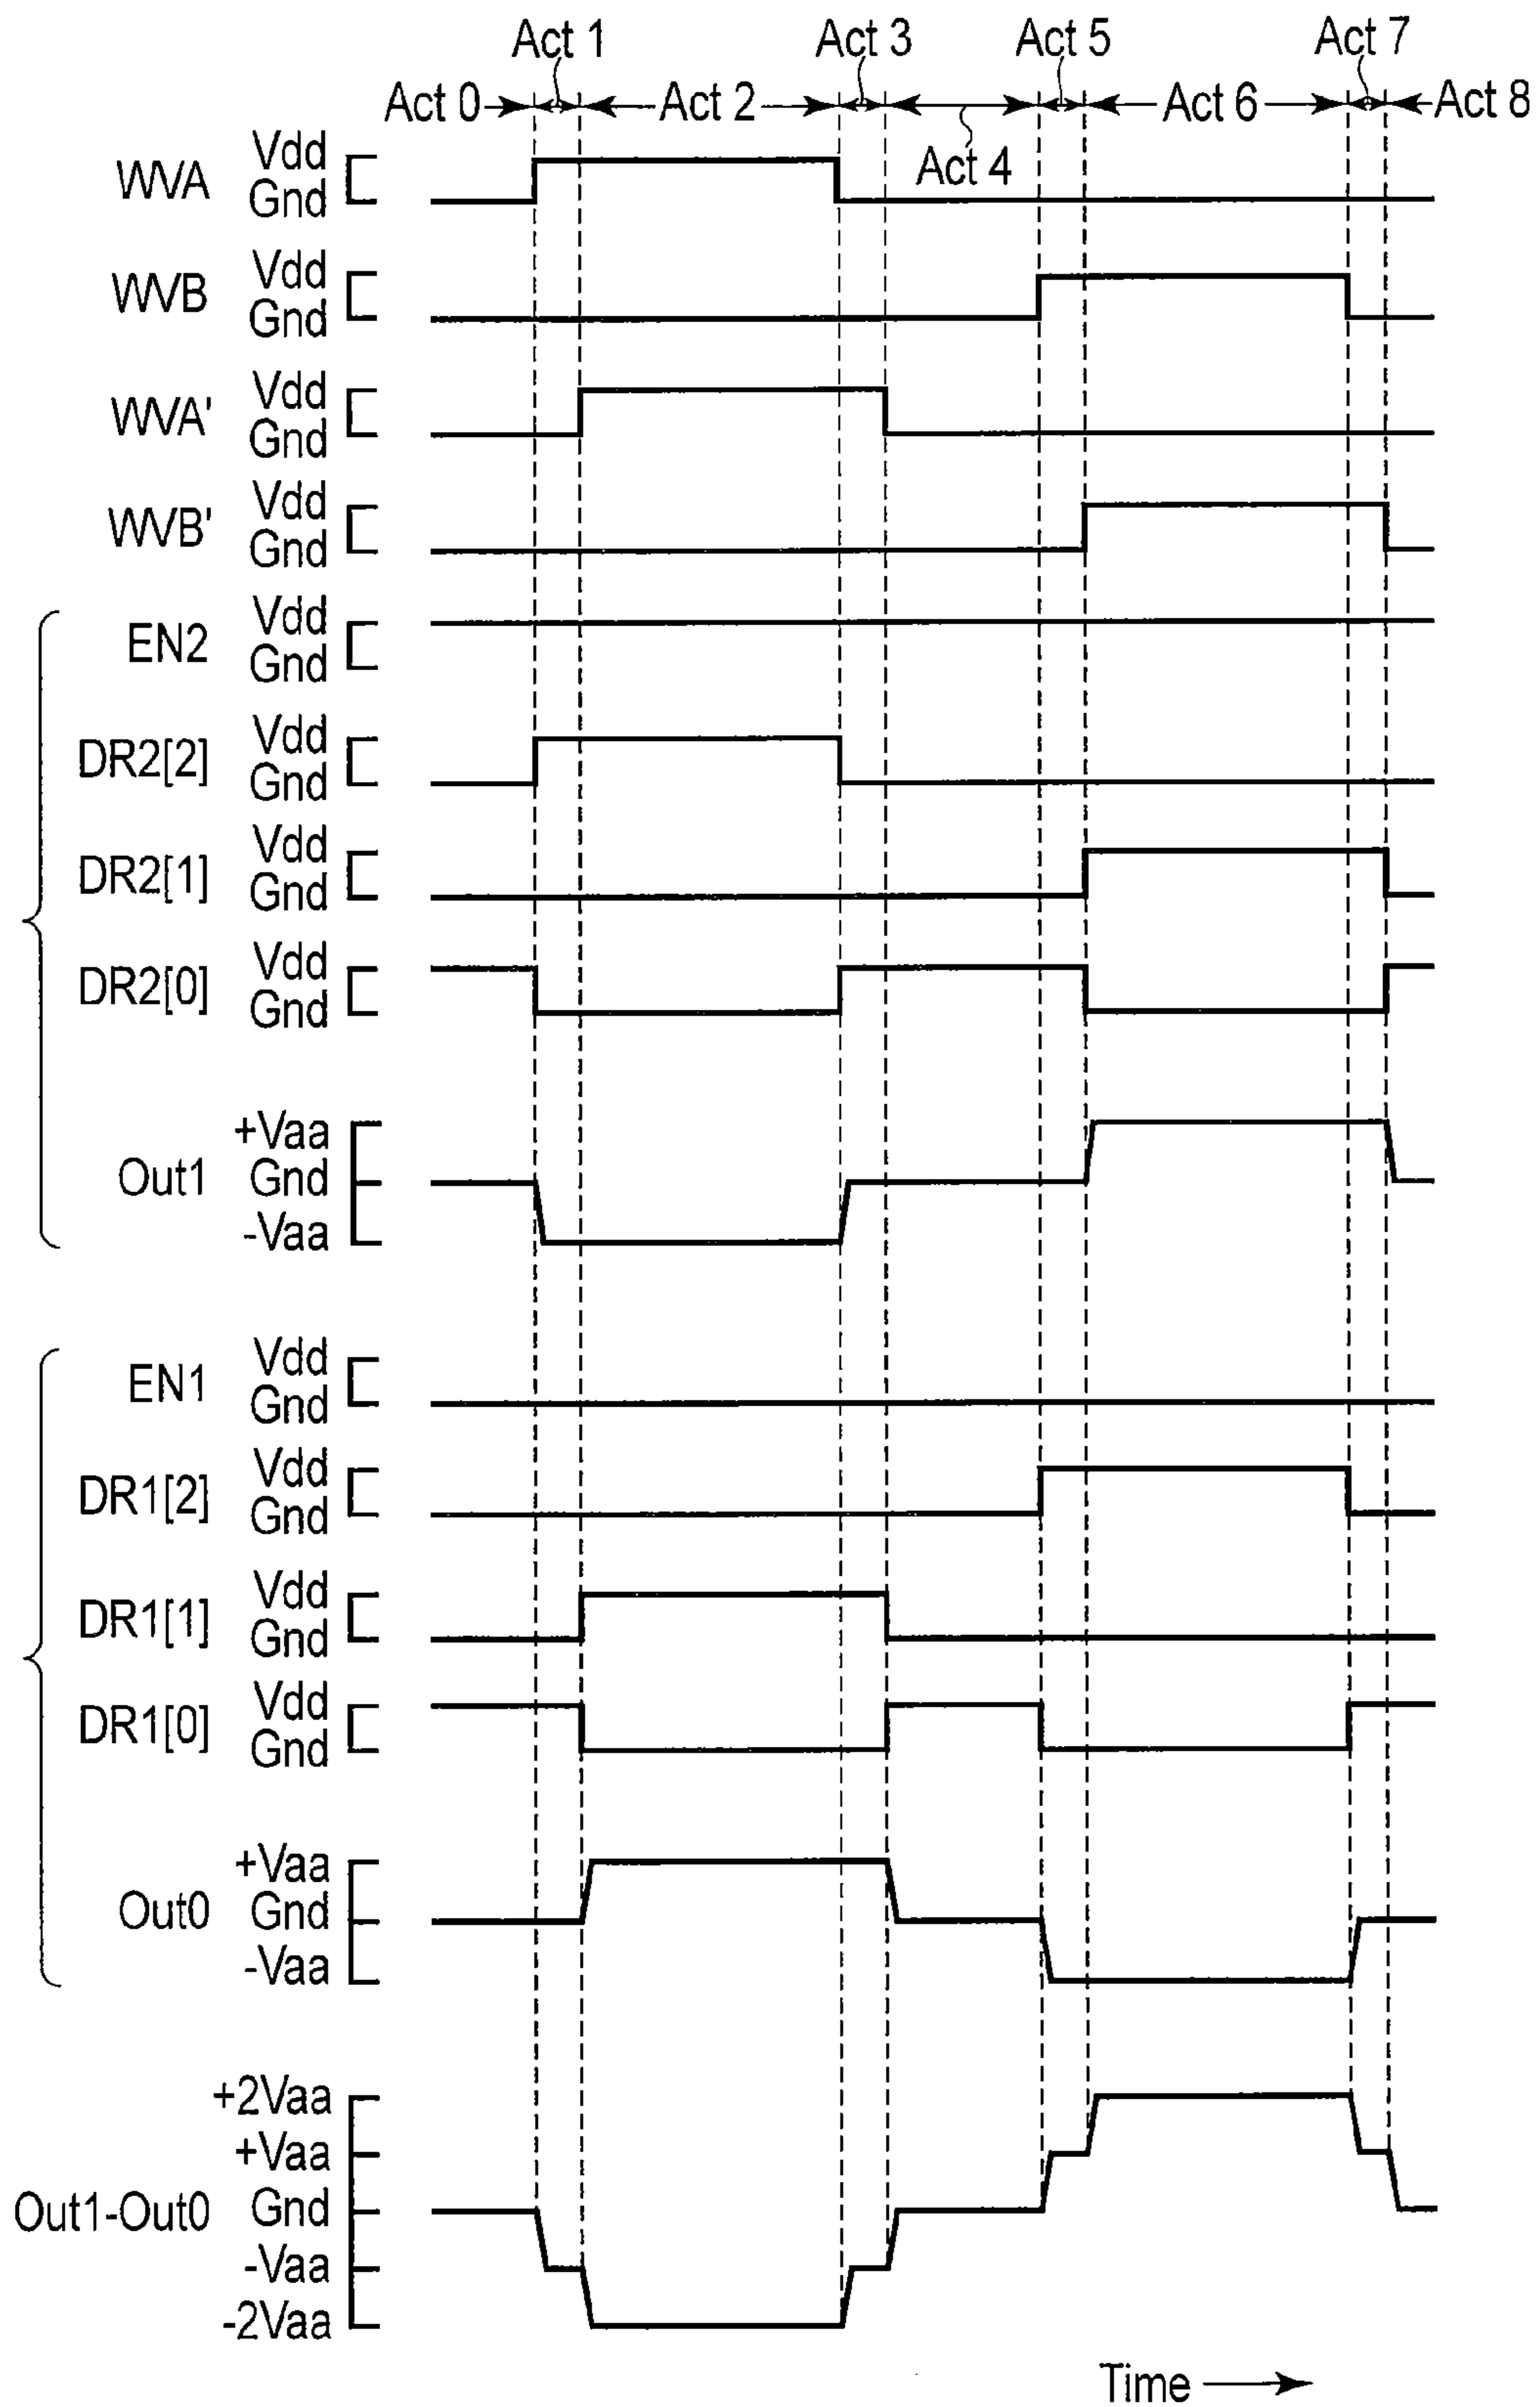 Act 1 Act 3 Act 5 Act 7
Act 0 Act 2 Act 6 Act 8
Act 4
WVA Vdd
Gnd
WVB Vdd
Gnd
WVA' Vdd
Gnd
WVB' Vdd
Gnd
EN2 Vdd
Gnd
DR2[2] Vdd
Gnd
DR2[1] Vdd
Gnd
DR2[0] Vdd
Gnd
+Vaa
Out1 Gnd
-Vaa
EN1 Vdd
Gnd
DR1[2] Vdd
Gnd
DR1[1] Vdd
Gnd
DR1[0] Vdd
Gnd
+Vaa
Out0 Gnd
-Vaa
+2Vaa
+Vaa
Out1-Out0 Gnd
-Vaa
-2Vaa
Time